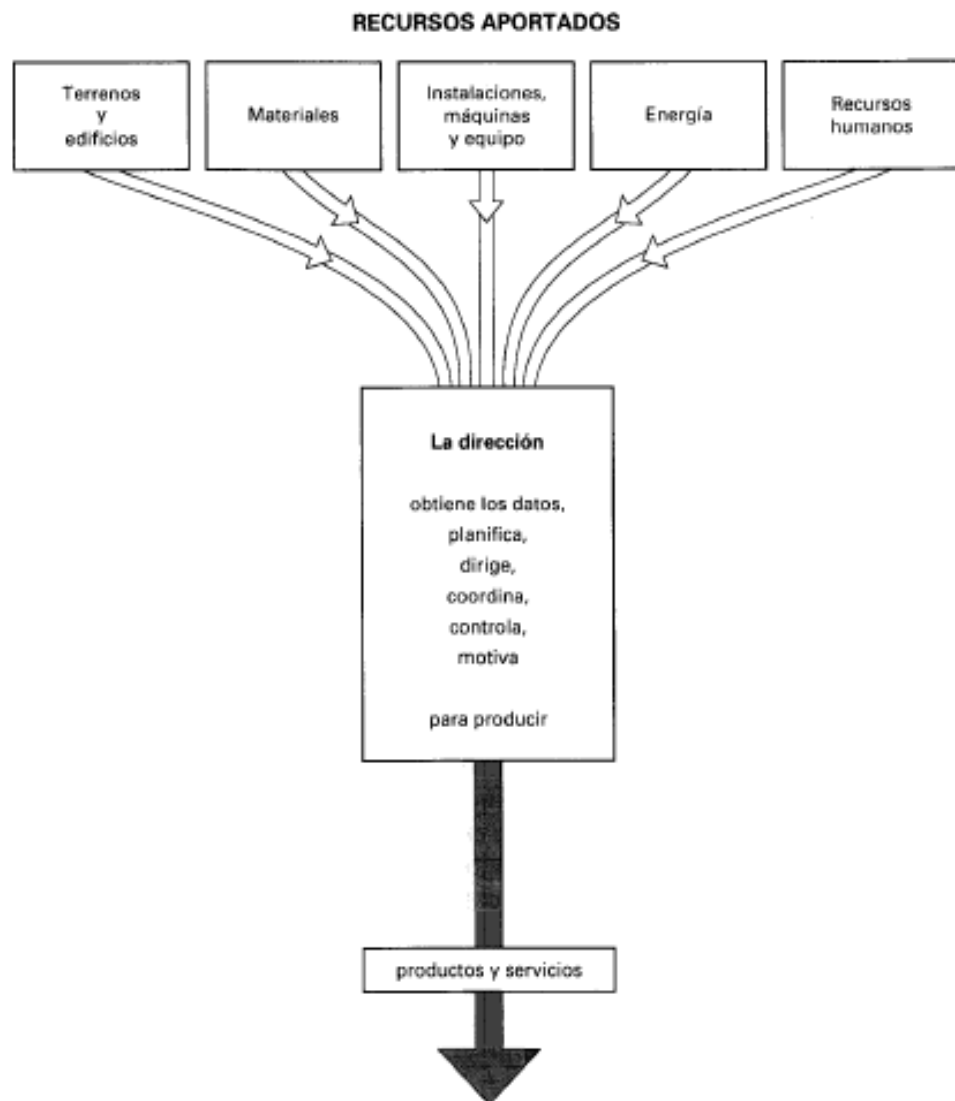 RECURSOS APORTADOS
Terrenos
y
edificios
Materiales
Instalaciones,
máquinas
y equipo
Energía
Recursos
humanos
La dirección
obtiene los datos,
planifica,
dirige,
coordina,
controla,
motiva
para producir
productos y servicios